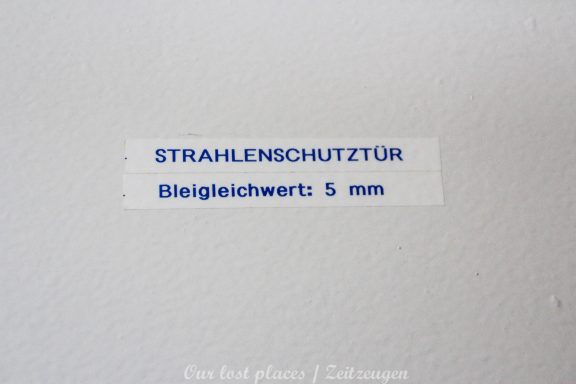 STRAHLENSCHUTZTÜR
Bleigleichwert: 5 mm
Our lost places / Zeitzeugen